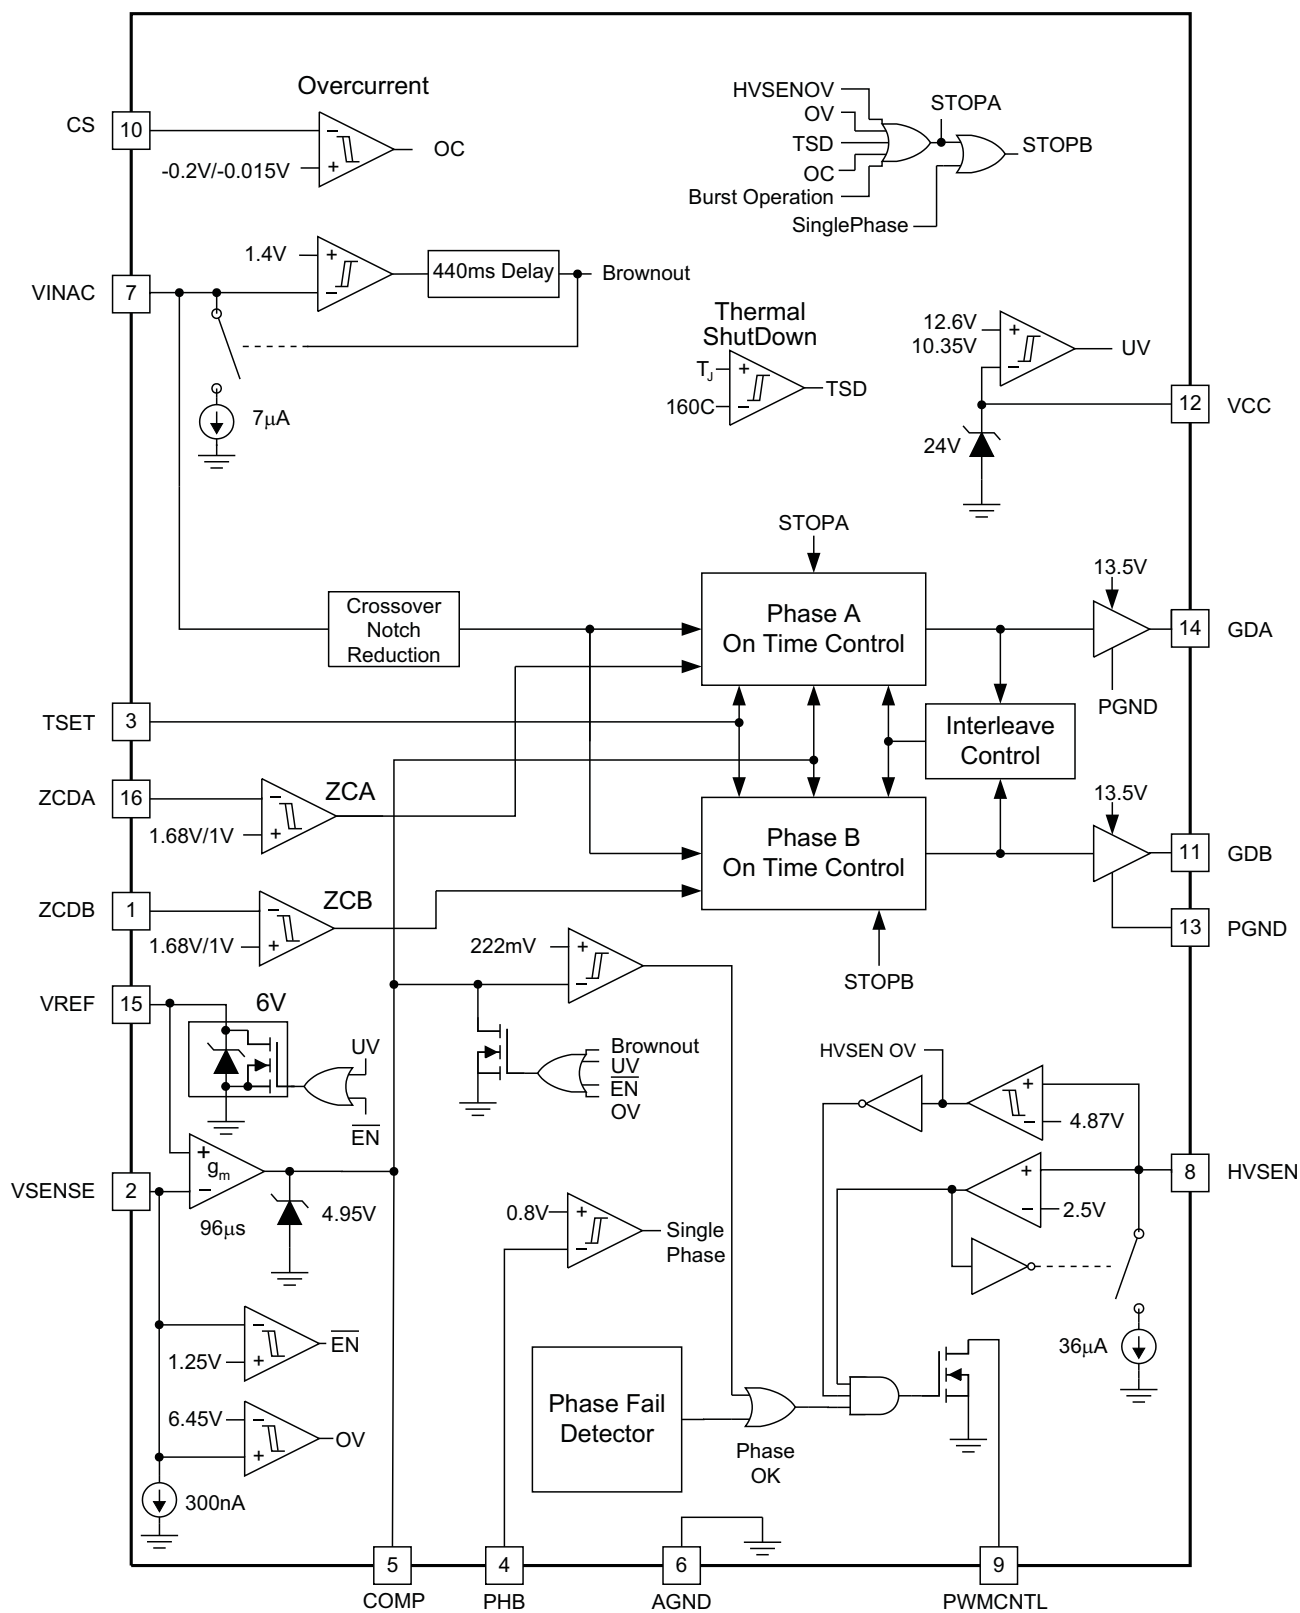 Overcurrent
CS
10
−
+
OC
-0.2V/-0.015V
HVSENOV
OV
TSD
OC
Burst Operation
SinglePhase
STOPA
STOPB
1.4V
+
−
440ms Delay
Brownout
VINAC
7
7μA
Thermal
ShutDown
TJ
+
160C
−
TSD
12.6V
10.35V
+
−
UV
12
VCC
24V
STOPA
Crossover
Notch
Reduction
Phase A
On Time Control
13.5V
14
GDA
PGND
TSET
3
Interleave
Control
ZCDA
16
−
+
1.68V/1V
ZCA
Phase B
On Time Control
13.5V
11
GDB
13
PGND
STOPB
ZCDB
1
−
+
1.68V/1V
ZCB
222mV
+
−
VREF
15
6V
UV
EN
Brownout
UV
EN
OV
HVSEN OV
+
−
4.87V
VSENSE
2
+
−
gm
96μs
4.95V
+
−
2.5V
8
HVSEN
0.8V
+
−
Single
Phase
36μA
−
+
1.25V
EN
6.45V
−
+
OV
300nA
Phase Fail
Detector
Phase
OK
5
COMP
4
PHB
6
AGND
9
PWMCNTL